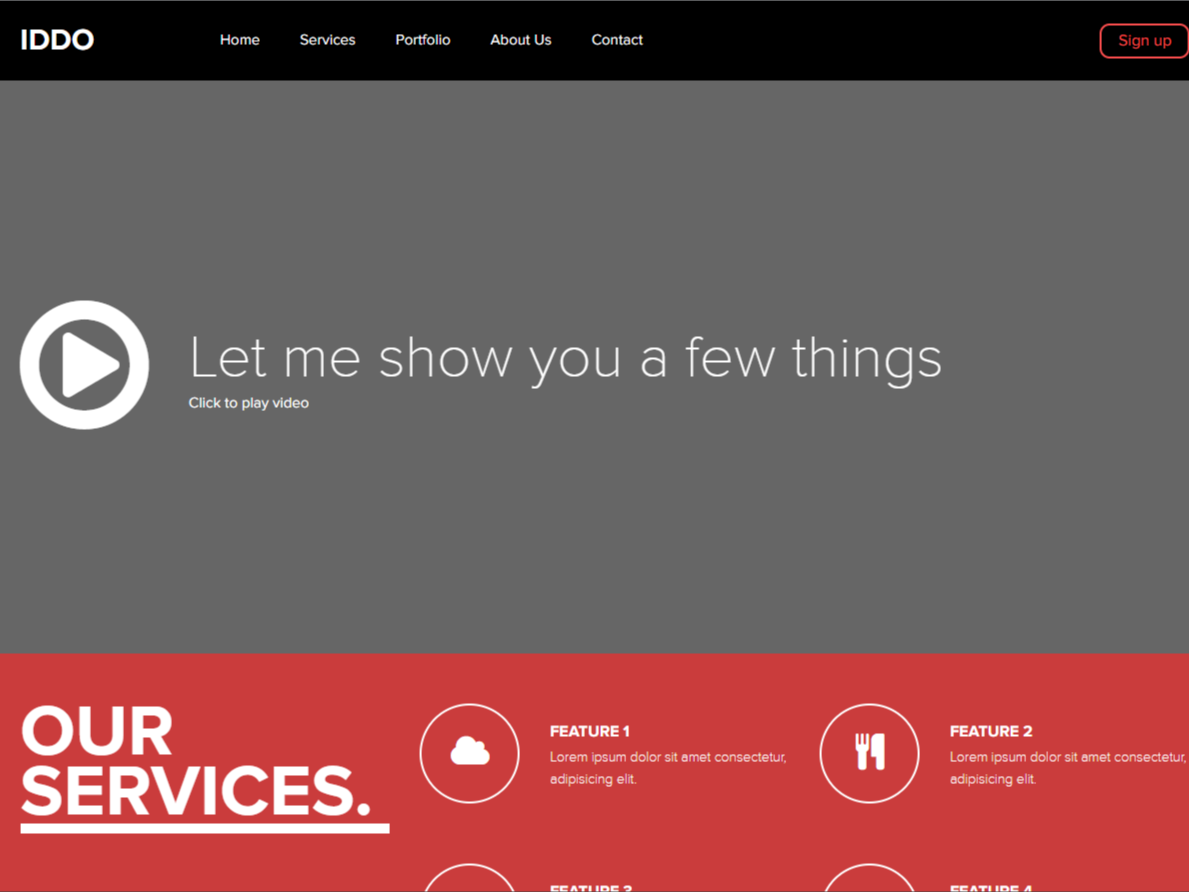 IDDO
Home
Services
Portfolio
About Us
Contact
Sign up
Let me show you a few things
Click to play video
OUR
SERVICES.
FEATURE 1
Lorem ipsum dolor sit amet consectetur,
adipisicing elit.
FEATURE 2
Lorem ipsum dolor sit amet consectetur,
adipisicing elit.
FEATURE 3
FEATURE 4